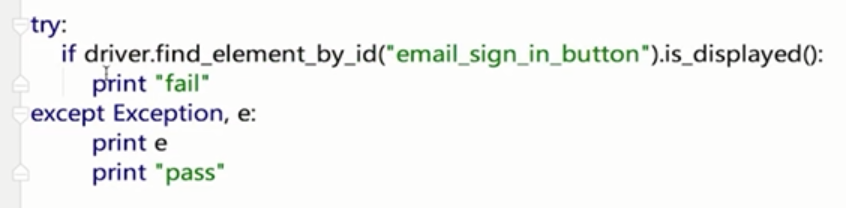 try:
if driver.find_element_by_id("email_sign_in_button").is_displayed():
print "fail"
except Exception, e:
print e
print "pass"